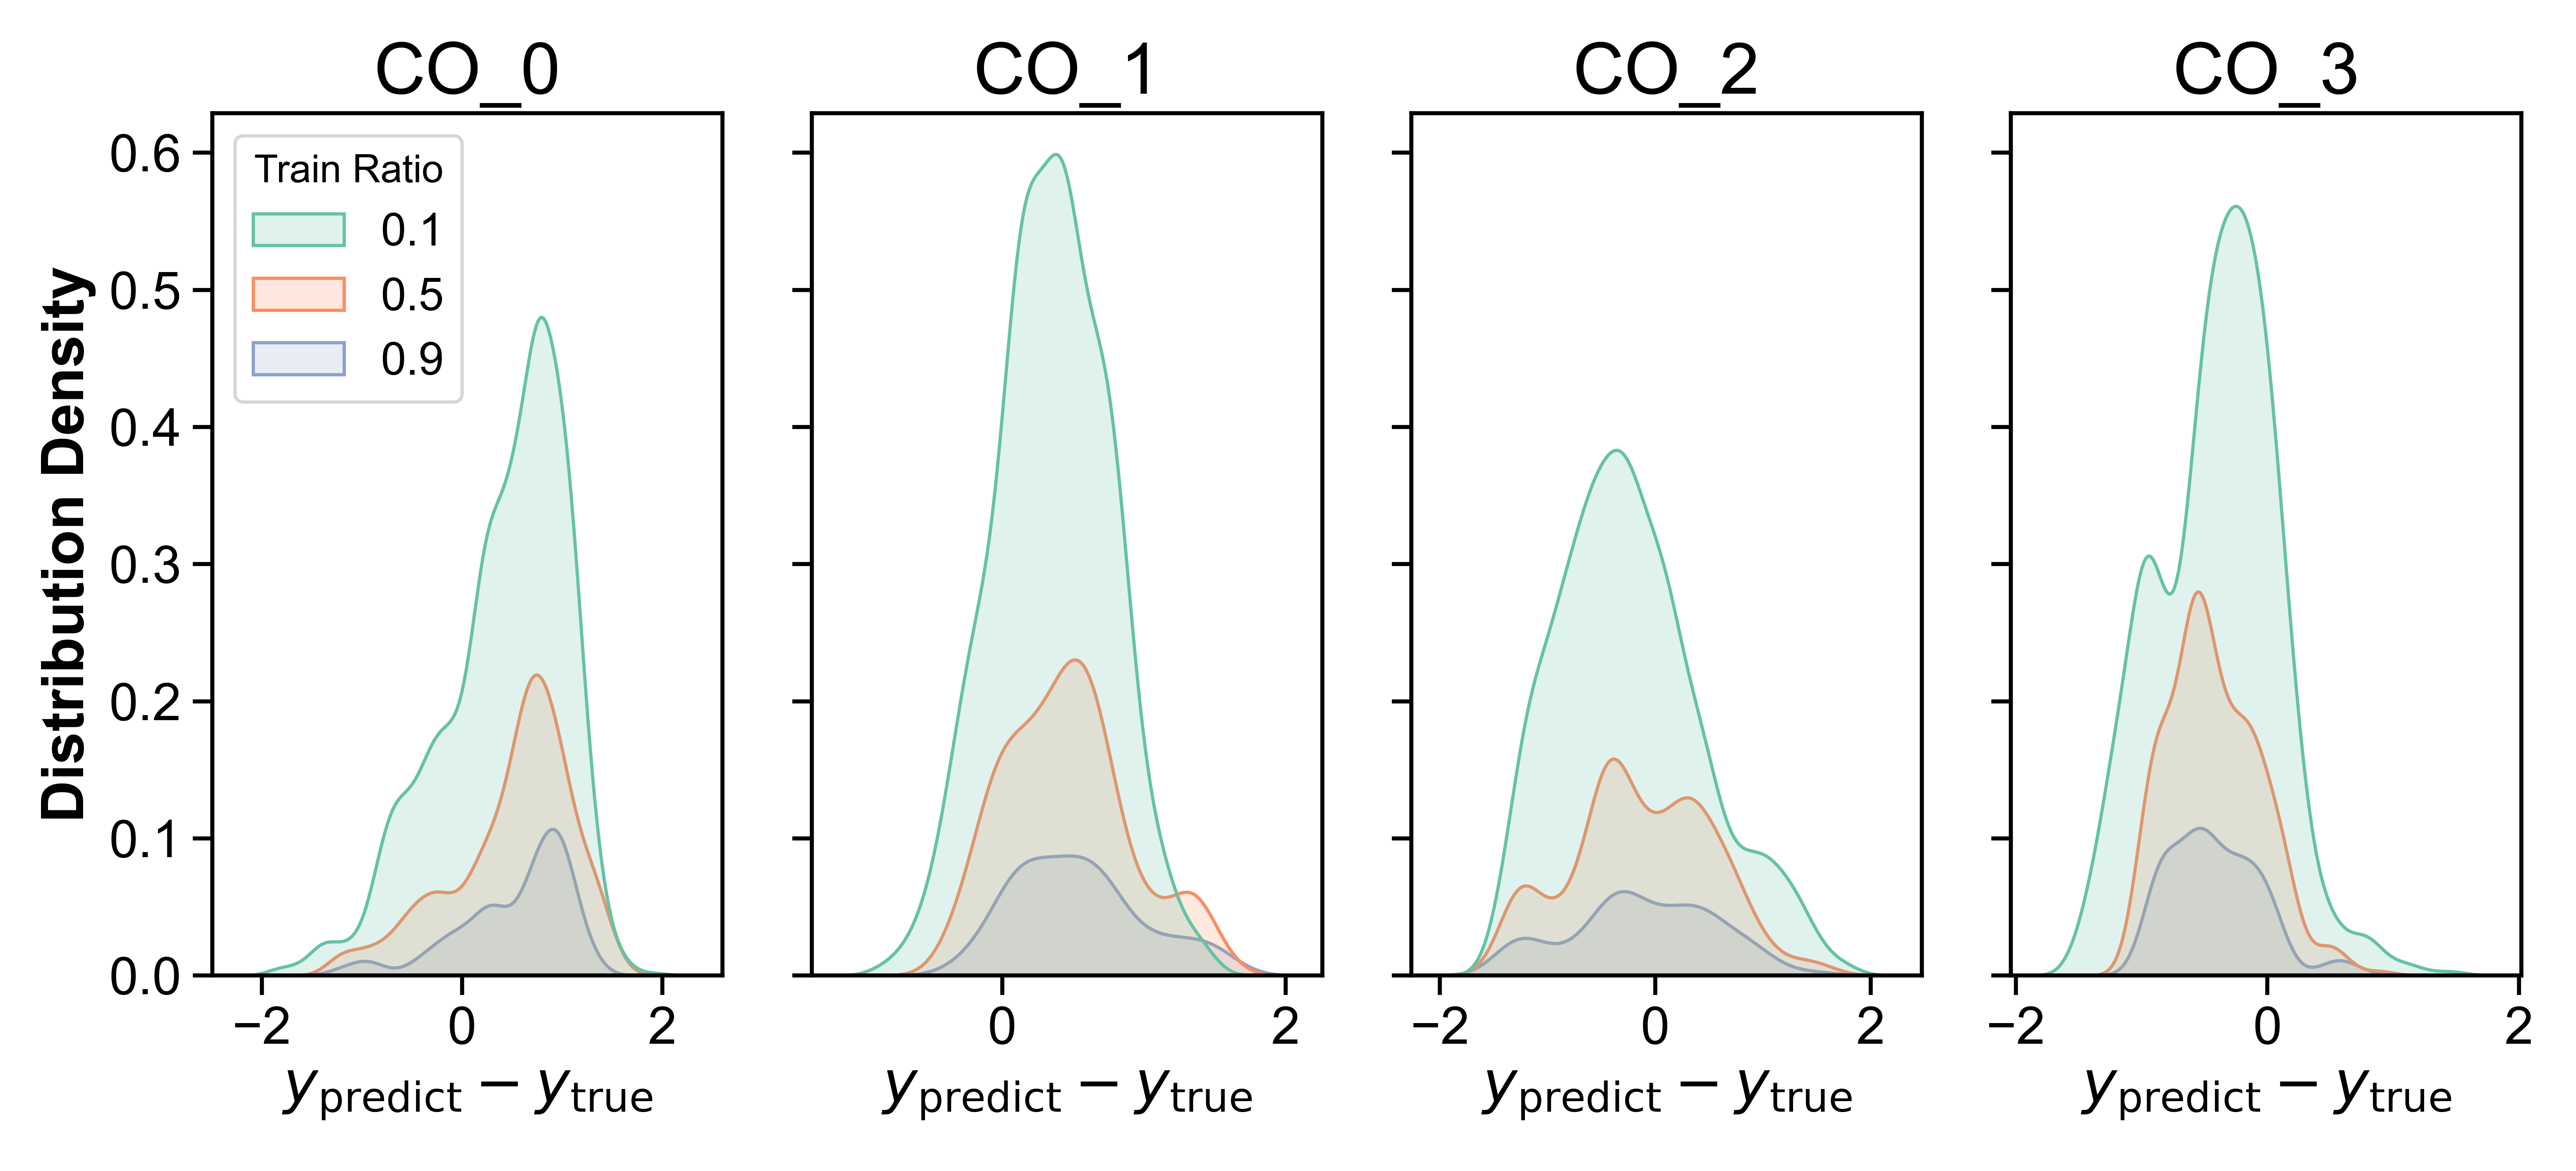 CO_0
CO_1
CO_2
CO_3
Distribution Density
0.6
0.5
0.4
0.3
0.2
0.1
0.0
Train Ratio
0.1
0.5
0.9
−2 0 2
0 2
−2 0 2
−2 0 2
ypredict − ytrue
ypredict − ytrue
ypredict − ytrue
ypredict − ytrue